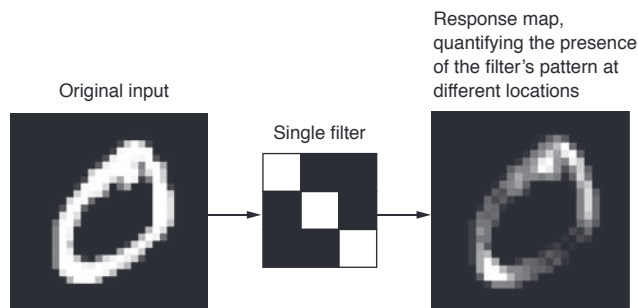 Original input
Single filter
Response map,
quantifying the presence
of the filter's pattern at
different locations